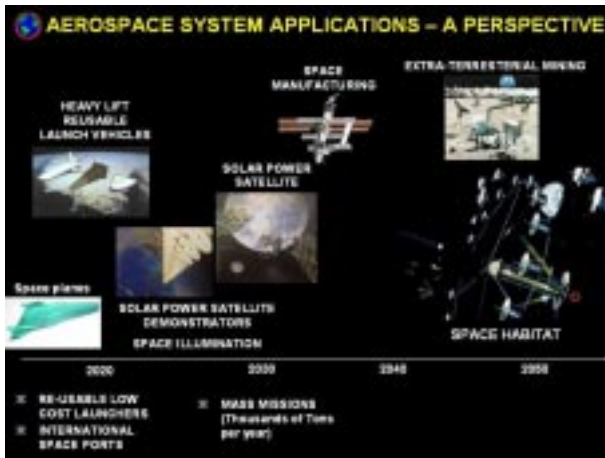 AEROSPACE SYSTEM APPLICATIONS – A PERSPECTIVE
SPACE
MANUFACTURING
EXTRA-TERRESTERIAL MINING
HEAVY LIFT
REUSABLE
LAUNCH VEHICLES
SOLAR POWER
SATELLITE
Space planes
SOLAR POWER SATELLITE
DEMONSTRATORS
SPACE ILLUMINATION
SPACE HABITAT
2020
2030
2040
2050
RE-USABLE LOW
COST LAUNCHERS
INTERNATIONAL
SPACE PORTS
MASS MISSIONS
(Thousands of Tons
per year)